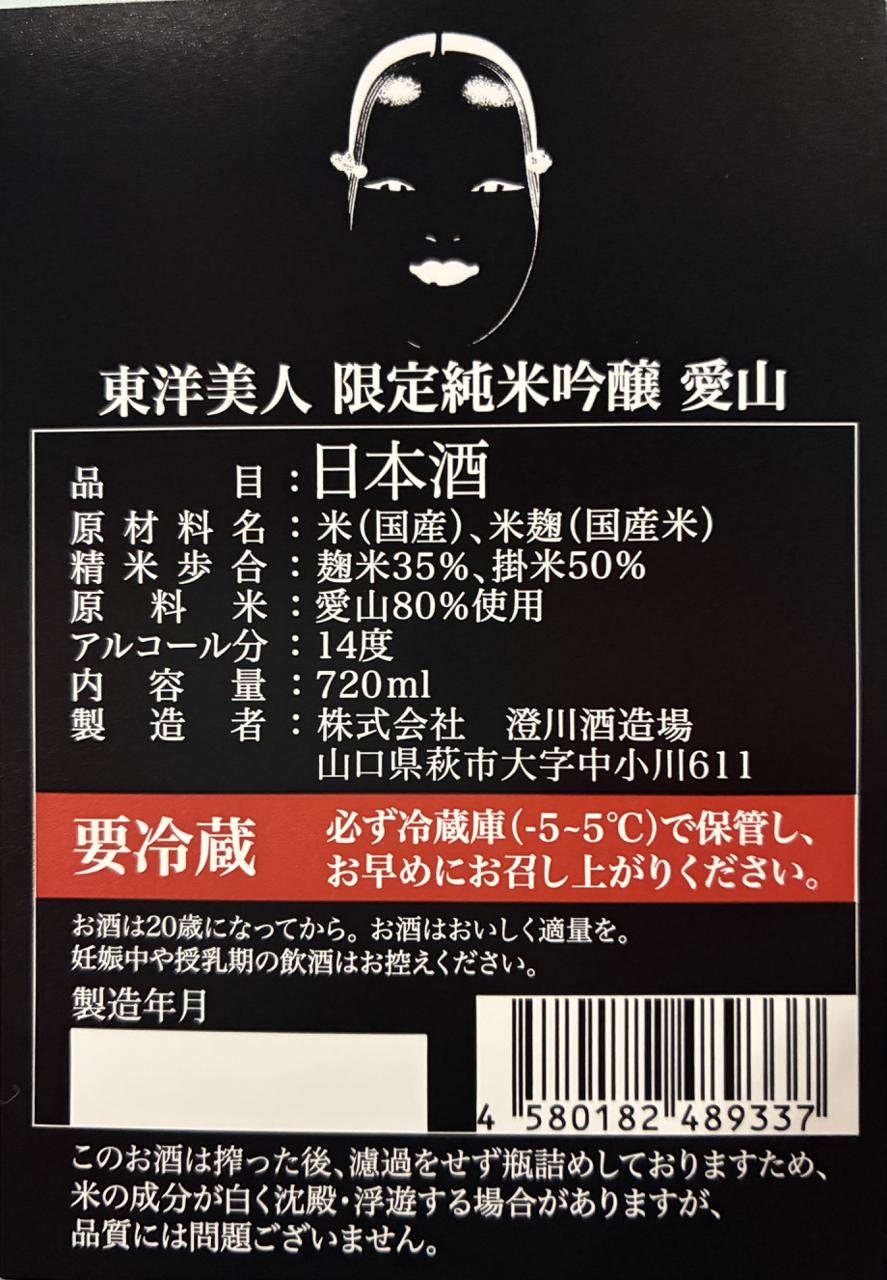 東洋美人 限定純米吟醸 愛山
品目：日本酒
原材料名：米（国産）、米麹（国産米）
精米歩合：麹米35%、掛米50%
原料米：愛山80%使用
アルコール分：14度
内容量：720ml
製造者：株式会社　澄川酒造場
山口県萩市大字中小川611
要冷蔵
必ず冷蔵庫(-5~5℃)で保管し、
お早めにお召し上がりください。
お酒は20歳になってから。お酒はおいしく適量を。
妊娠中や授乳期の飲酒はお控えください。
製造年月
4 580182 489337
このお酒は搾った後、濾過をせず瓶詰めしておりますため、
米の成分が白く沈殿・浮遊する場合がありますが、
品質には問題ございません。